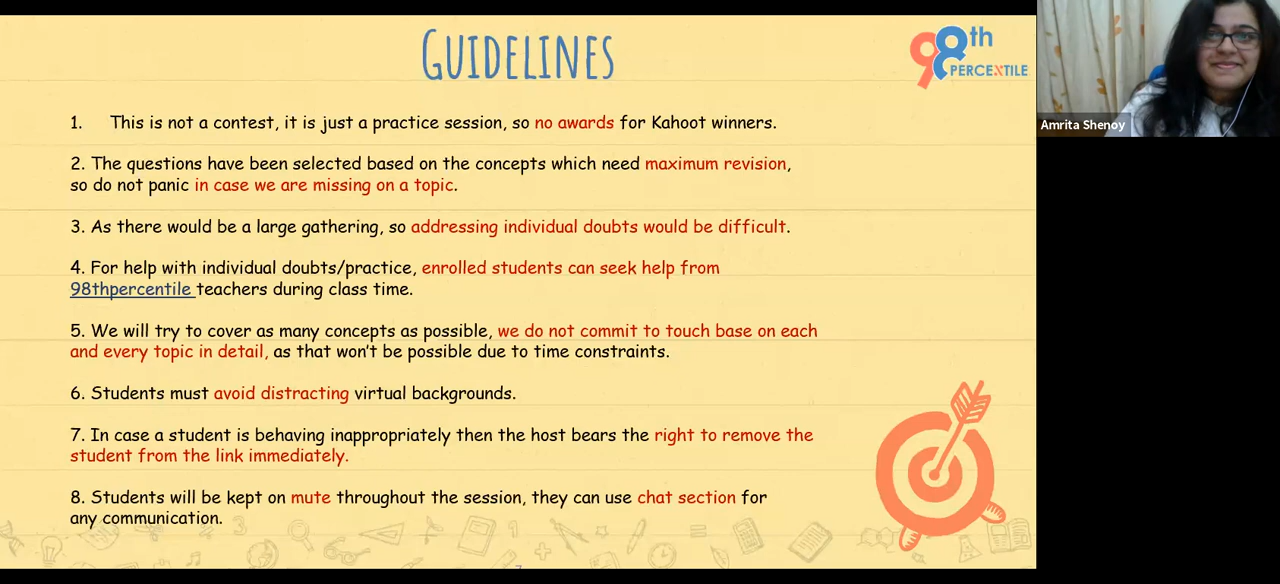 GUIDELINES
98th
PERCENTILE
Amrita Shenoy
1. This is not a contest, it is just a practice session, so no awards for Kahoot winners.
2. The questions have been selected based on the concepts which need maximum revision,
so do not panic in case we are missing on a topic.
3. As there would be a large gathering, so addressing individual doubts would be difficult.
4. For help with individual doubts/practice, enrolled students can seek help from
98thpercentile teachers during class time.
5. We will try to cover as many concepts as possible, we do not commit to touch base on each
and every topic in detail, as that won't be possible due to time constraints.
6. Students must avoid distracting virtual backgrounds.
7. In case a student is behaving inappropriately then the host bears the right to remove the
student from the link immediately.
8. Students will be kept on mute throughout the session, they can use chat section for
any communication.